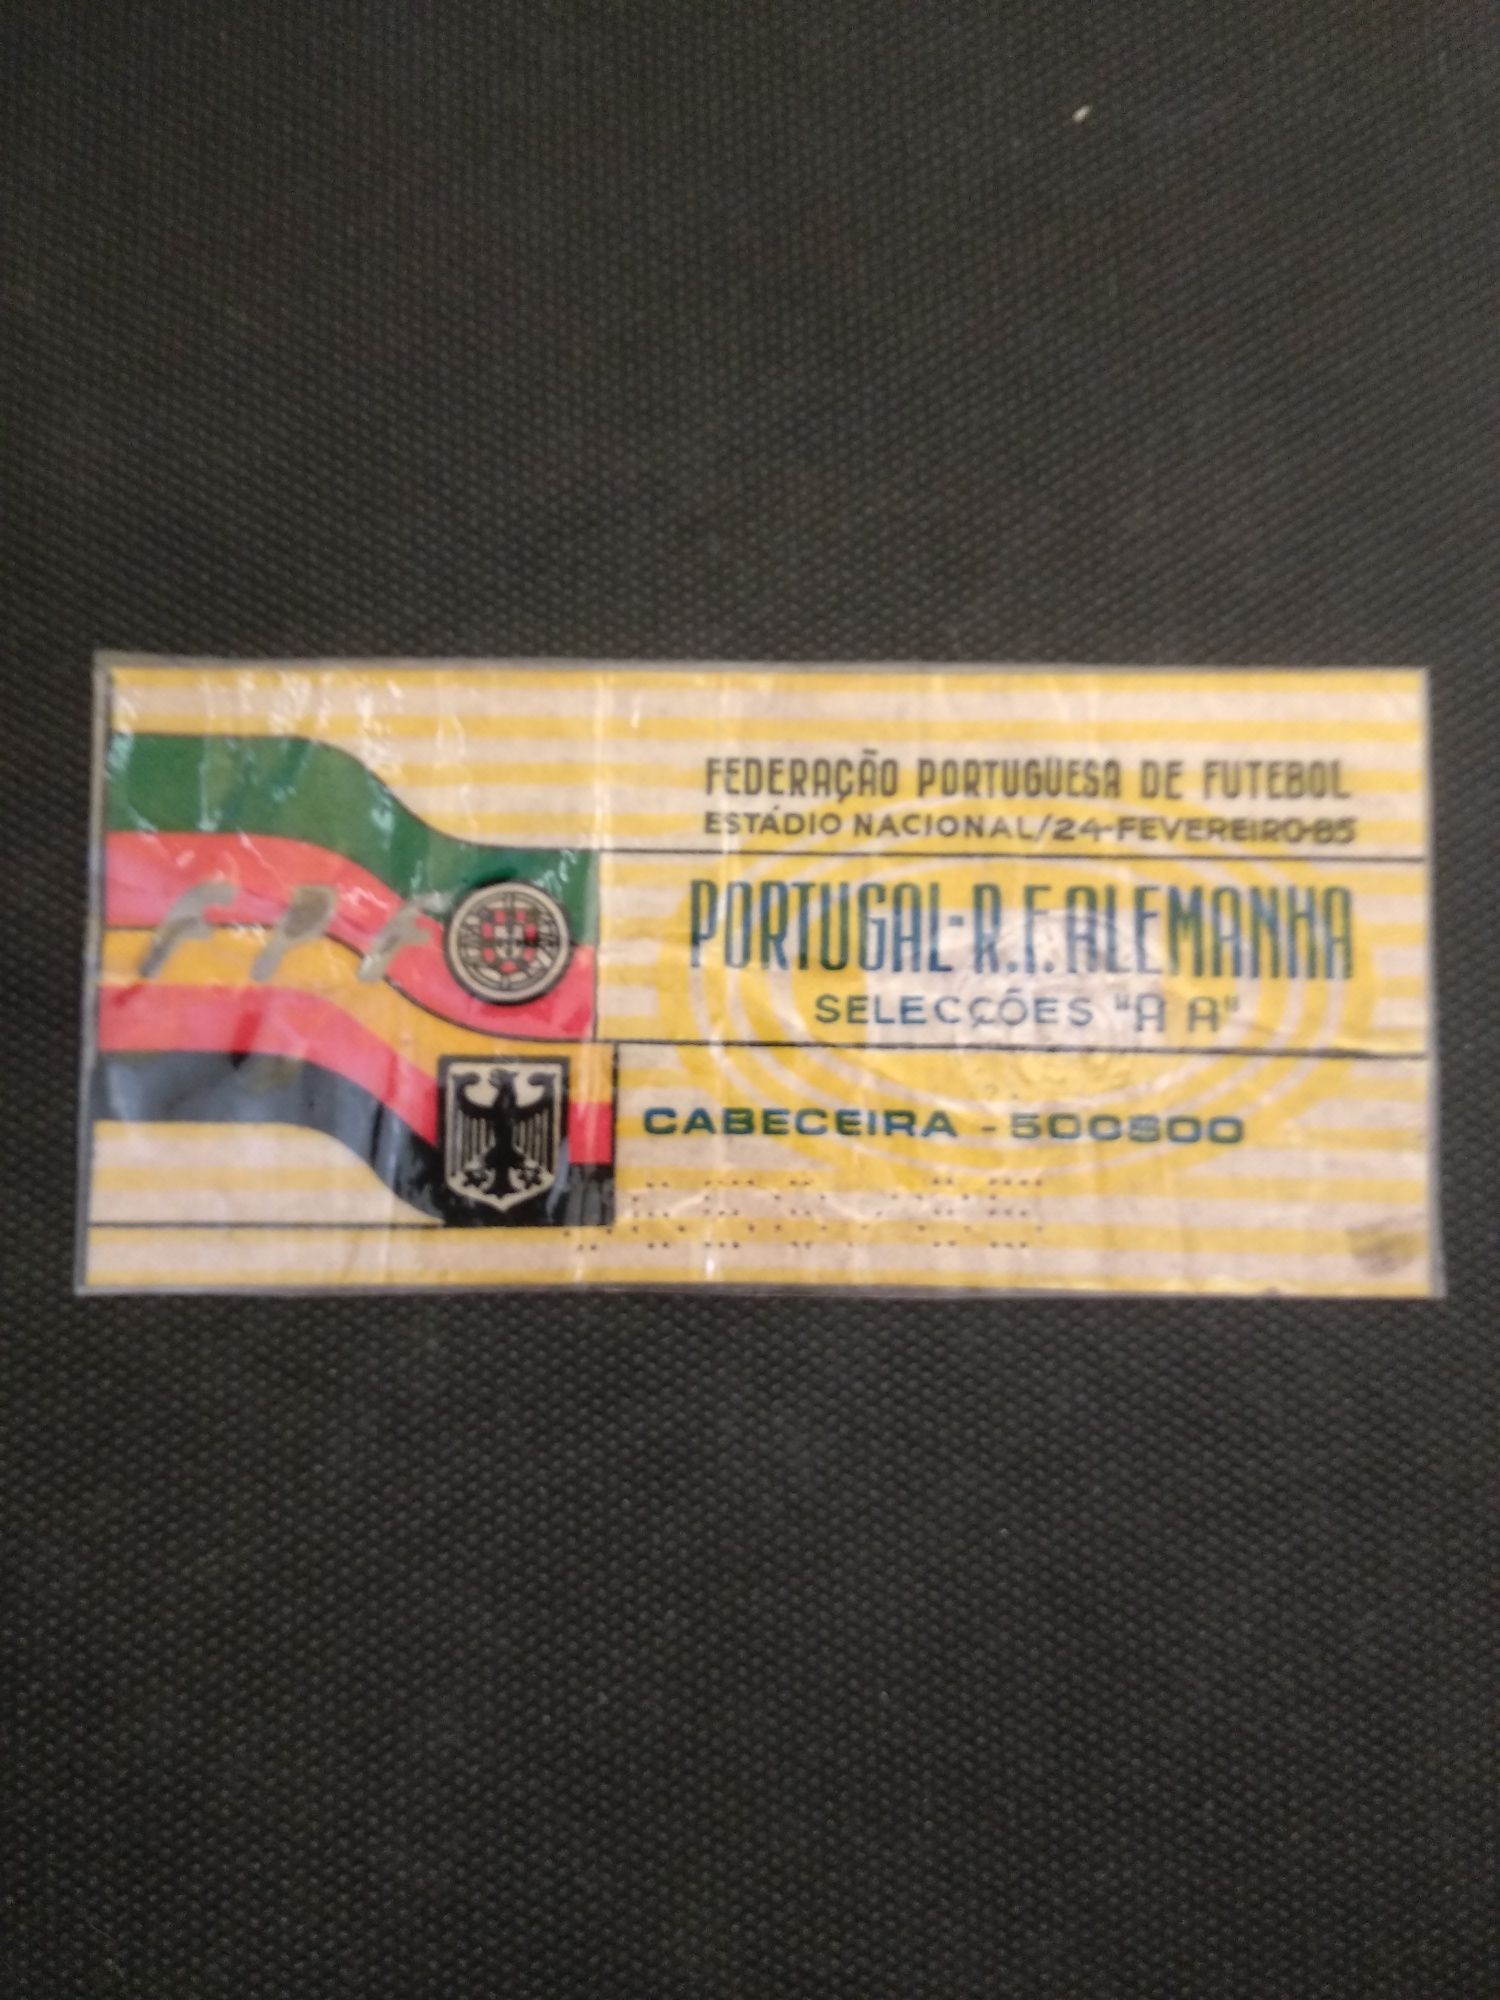 FEDERAÇÃO PORTUGUESA DE FUTEBOL
ESTÁDIO NACIONAL/24-FEVEREIRO-85
PORTUGAL-R.F.ALEMANHA
SELECÇÕES "A A"
CABECEIRA - 500$00